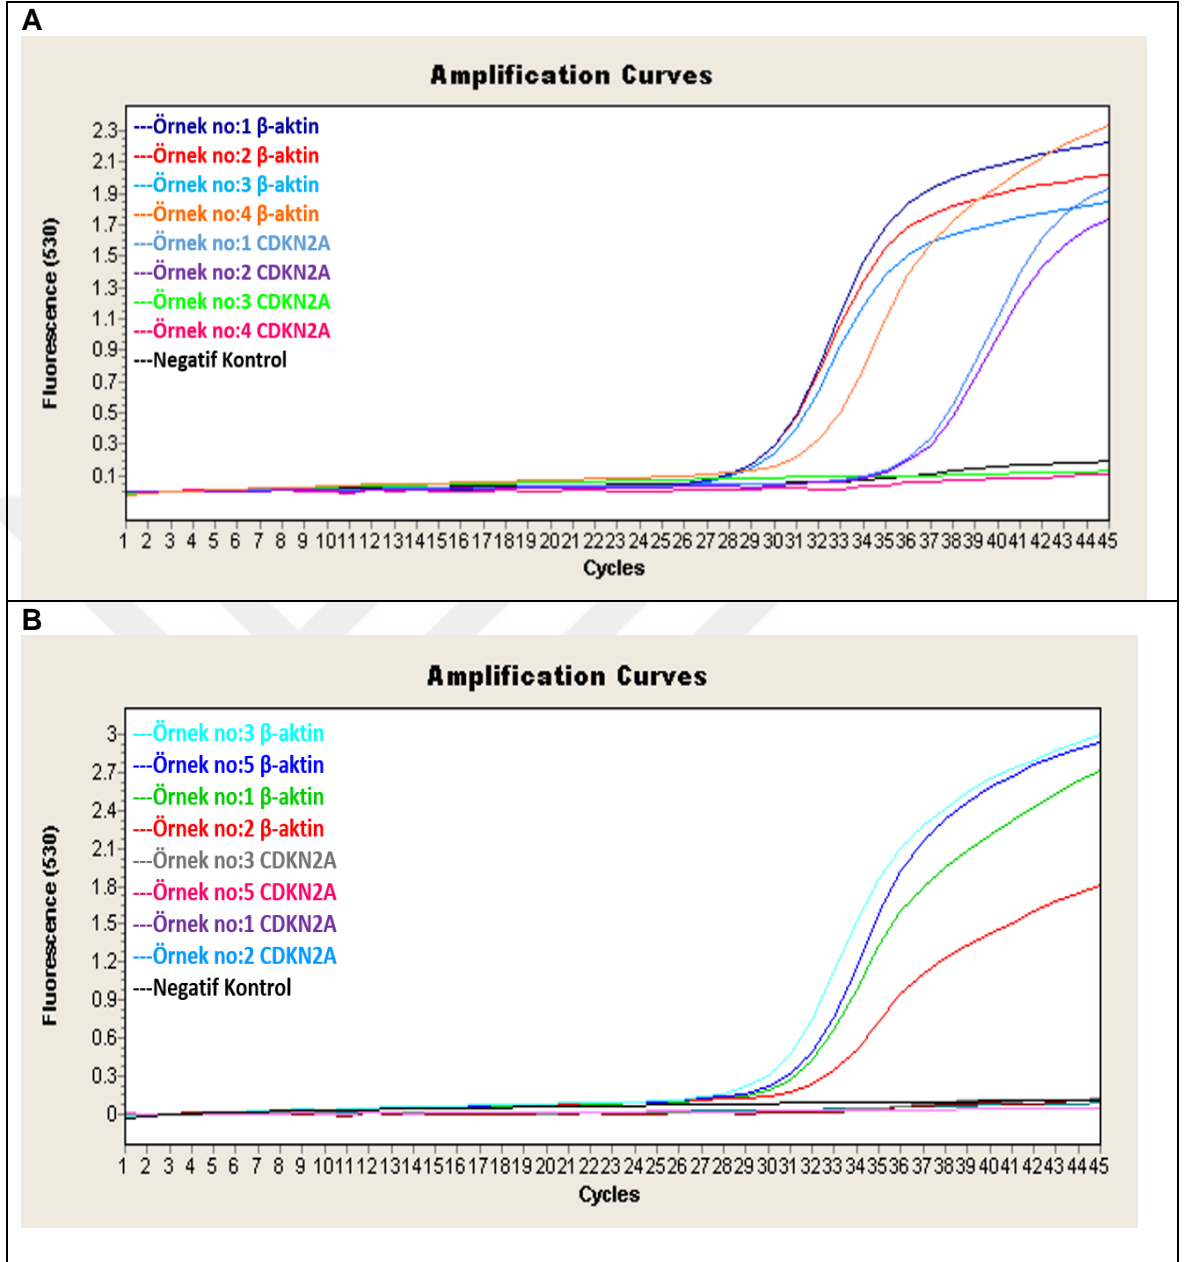 A
Amplification Curves
---Örnek no:1 β-aktin
---Örnek no:2 β-aktin
---Örnek no:3 β-aktin
---Örnek no:4 β-aktin
---Örnek no:1 CDKN2A
---Örnek no:2 CDKN2A
---Örnek no:3 CDKN2A
---Örnek no:4 CDKN2A
---Negatif Kontrol
Fluorescence (530)
2.3
2.1
1.9
1.7
1.5
1.3
1.1
0.9
0.7
0.5
0.3
0.1
1 2 3 4 5 6 7 8 9 10 11 12 13 14 15 16 17 18 19 20 21 22 23 24 25 26 27 28 29 30 31 32 33 34 35 36 37 38 39 40 41 42 43 44 45
Cycles
B
Amplification Curves
---Örnek no:3 β-aktin
---Örnek no:5 β-aktin
---Örnek no:1 β-aktin
---Örnek no:2 β-aktin
---Örnek no:3 CDKN2A
---Örnek no:5 CDKN2A
---Örnek no:1 CDKN2A
---Örnek no:2 CDKN2A
---Negatif Kontrol
Fluorescence (530)
3
2.7
2.4
2.1
1.8
1.5
1.2
0.9
0.6
0.3
0
1 2 3 4 5 6 7 8 9 10 11 12 13 14 15 16 17 18 19 20 21 22 23 24 25 26 27 28 29 30 31 32 33 34 35 36 37 38 39 40 41 42 43 44 45
Cycles